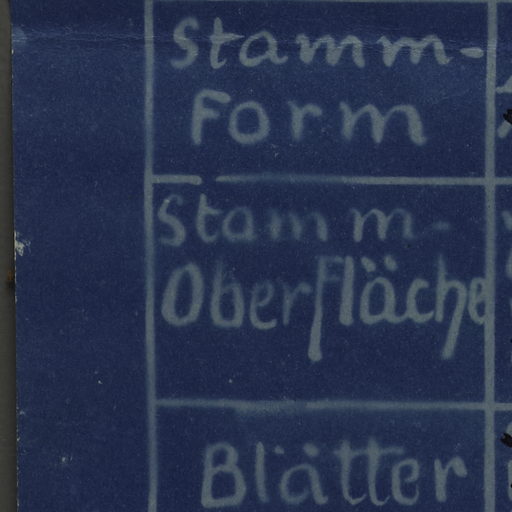 Stamm-
Form
Stamm-
Oberfläche
Blätter